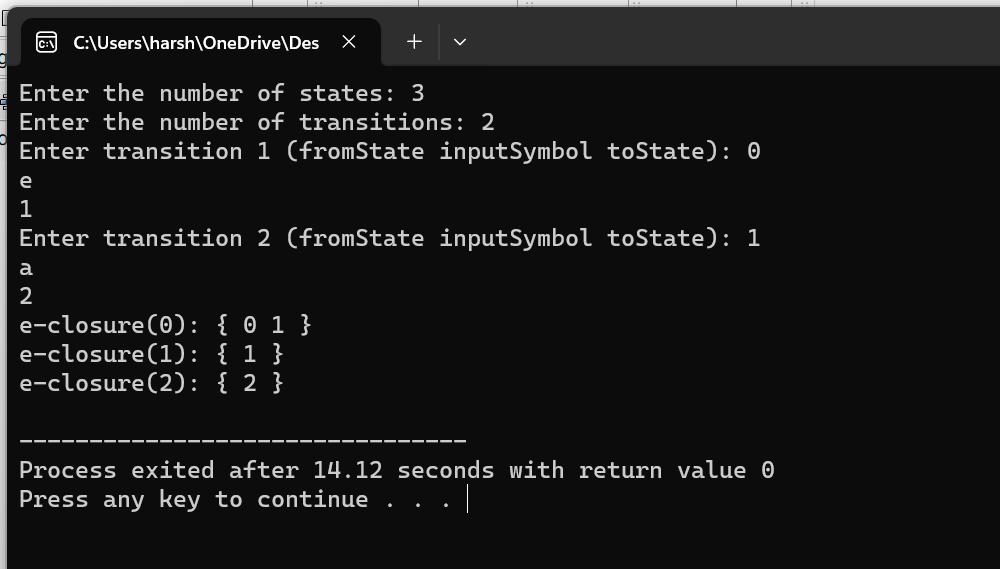 C:\Users\harsh\OneDrive\Des
Enter the number of states: 3
Enter the number of transitions: 2
Enter transition 1 (fromState inputSymbol toState): 0
e
1
Enter transition 2 (fromState inputSymbol toState): 1
a
2
e-closure(0): { 0 1 }
e-closure(1): { 1 }
e-closure(2): { 2 }
--------------------------------
Process exited after 14.12 seconds with return value 0
Press any key to continue . . .